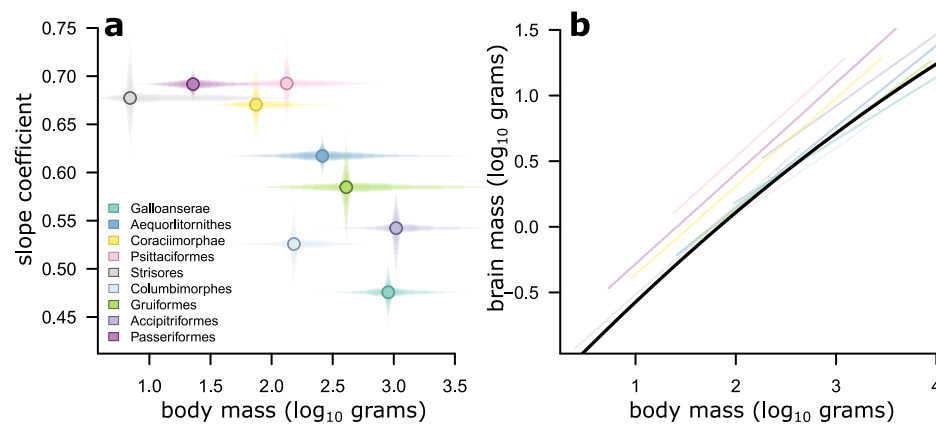 a
0.75
0.70
0.65
0.60
0.55
0.50
0.45
slope coefficient
Galloanserae
Aequorlitornithes
Coraciimorphae
Psittaciformes
Strisores
Columbimorphes
Gruiformes
Accipitriformes
Passeriformes
1.0 1.5 2.0 2.5 3.0 3.5
body mass (log10 grams)
b
1.5
1.0
0.5
0.0
−0.5
brain mass (log10 grams)
1 2 3 4
body mass (log10 grams)